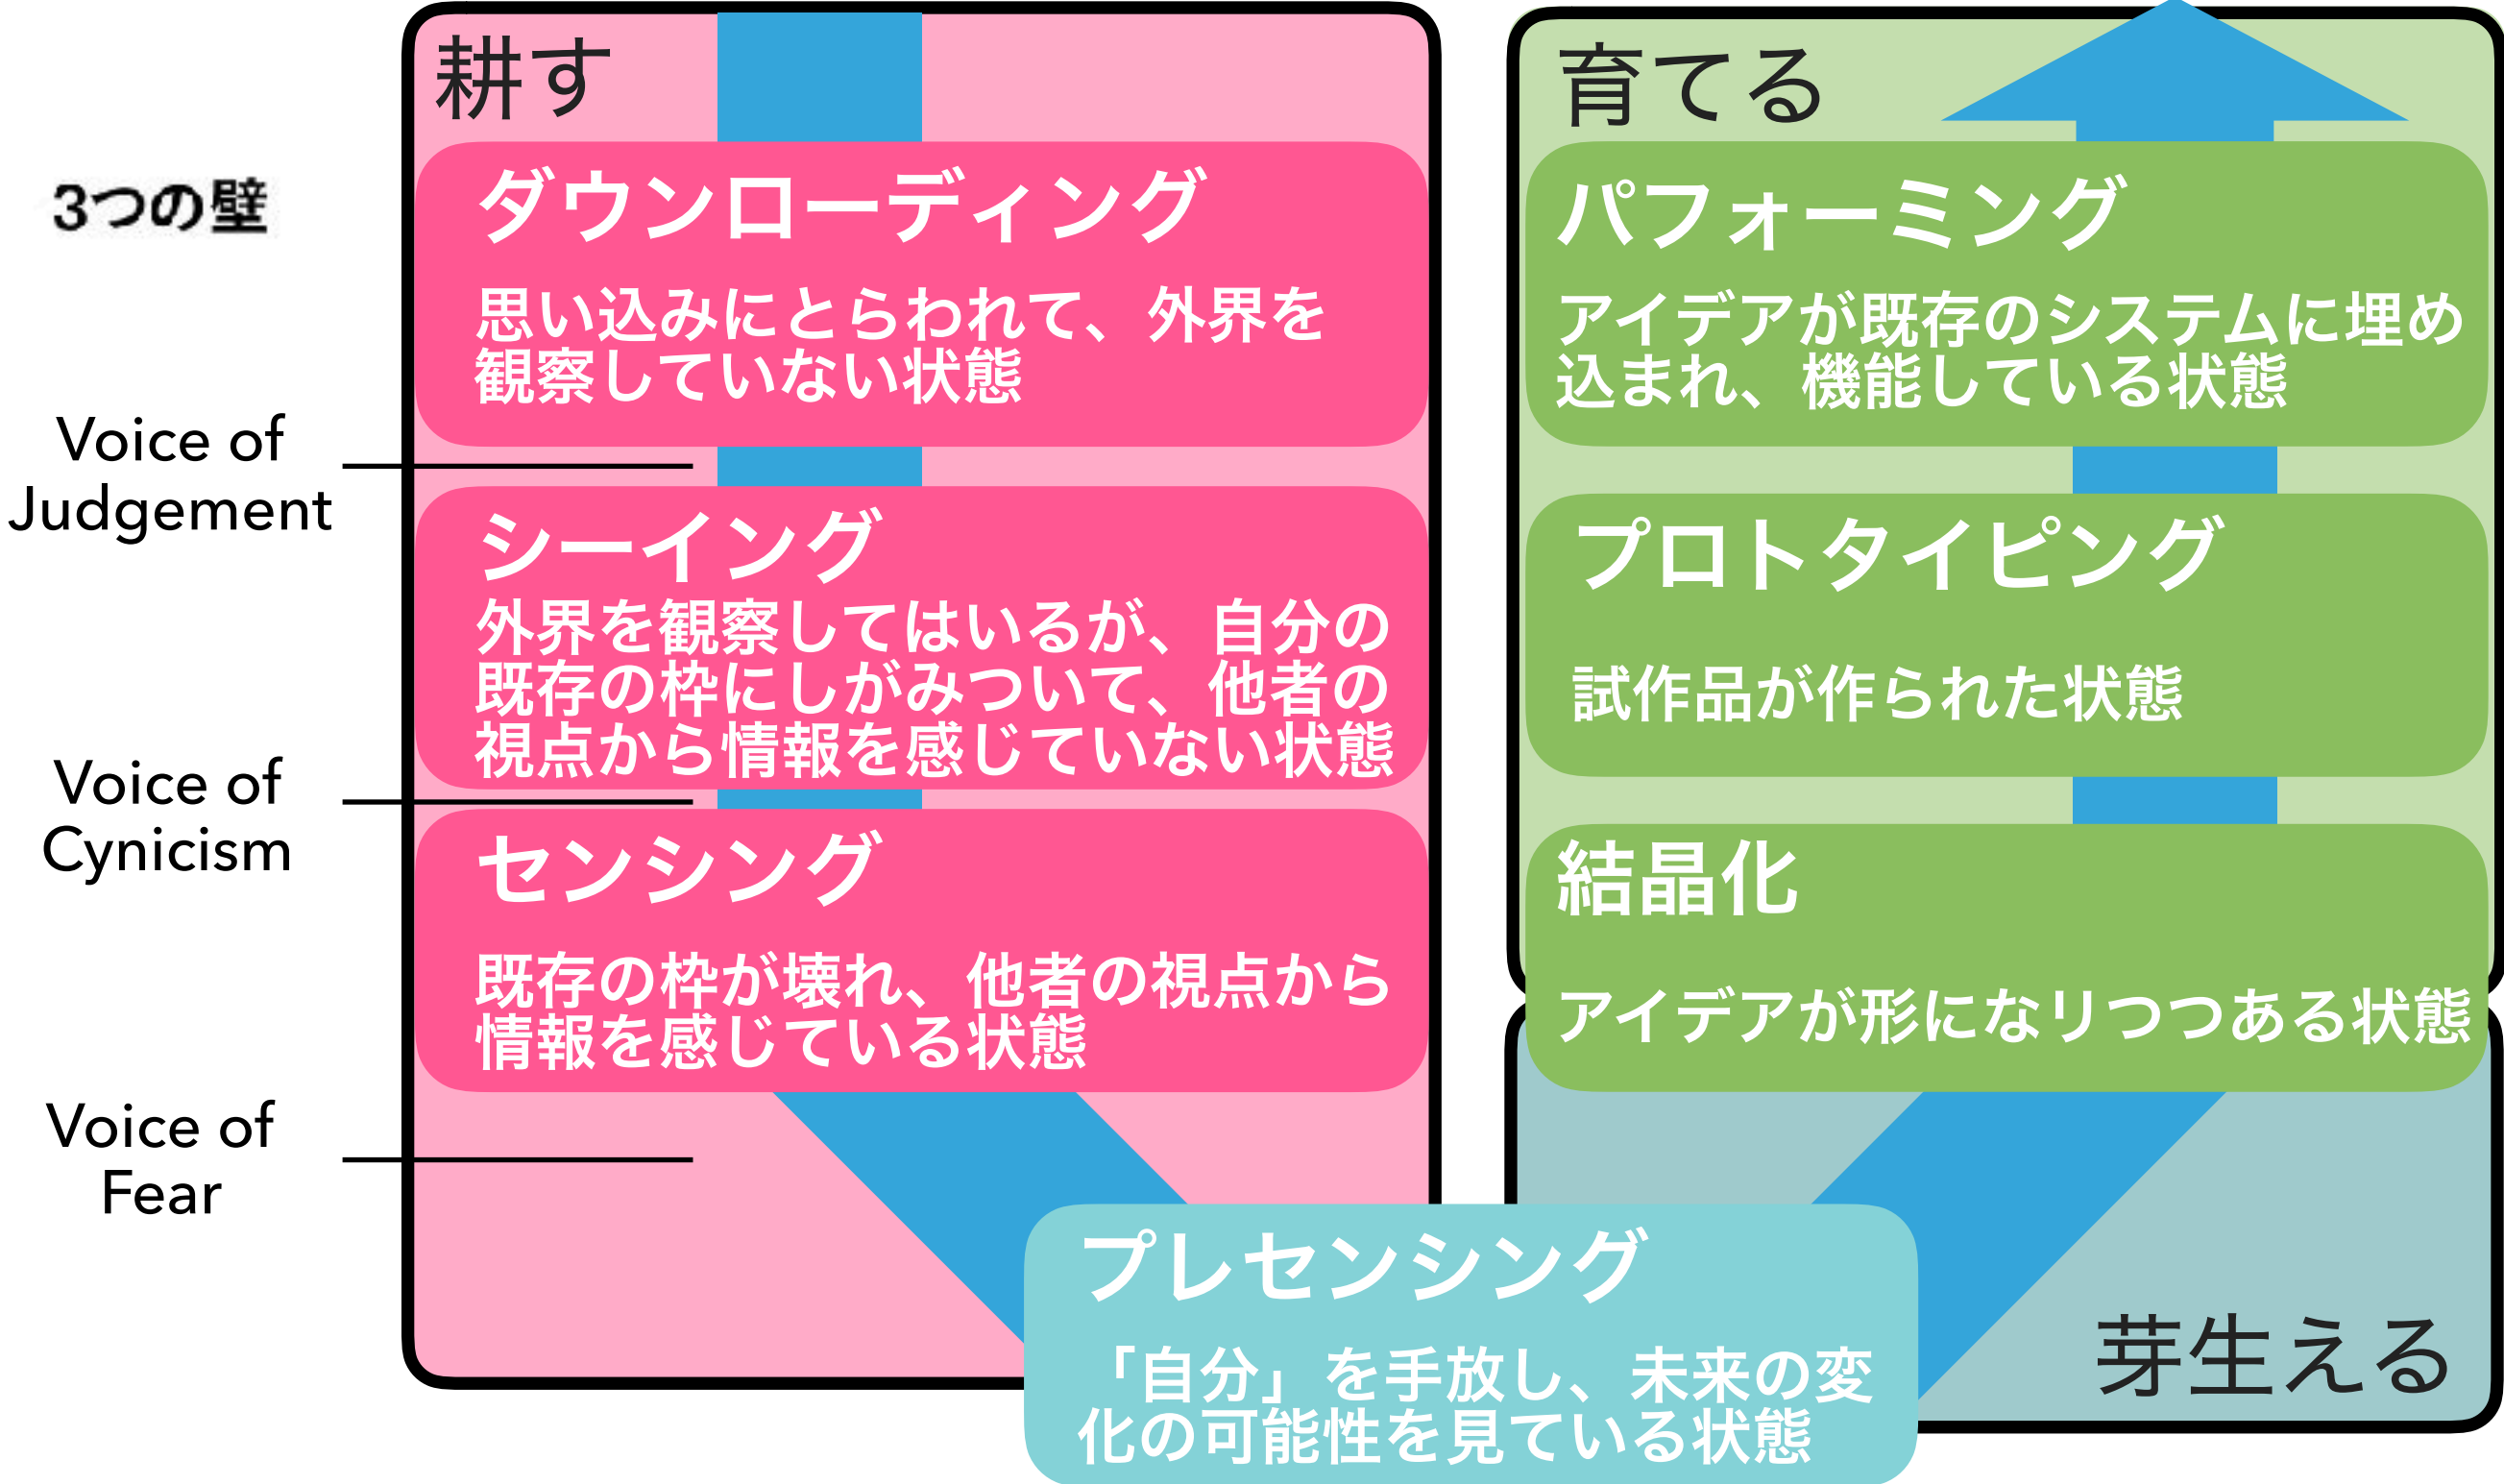 3つの壁
Voice of
Judgement
Voice of
Cynicism
Voice of
Fear
耕す
ダウンローディング
思い込みにとらわれて、外界を
観察していない状態
シーイング
外界を観察してはいるが、自分の
既存の枠にしがみついて、他者の
視点から情報を感じていない状態
センシング
既存の枠が壊れ、他者の視点から
情報を感じている状態
プレセンシング
「自分」を手放し、未来の変
化の可能性を見ている状態
芽生える
育てる
パフォーミング
アイデアが既存のシステムに埋め
込まれ、機能している状態
プロトタイピング
試作品が作られた状態
結晶化
アイデアが形になリつつある状態